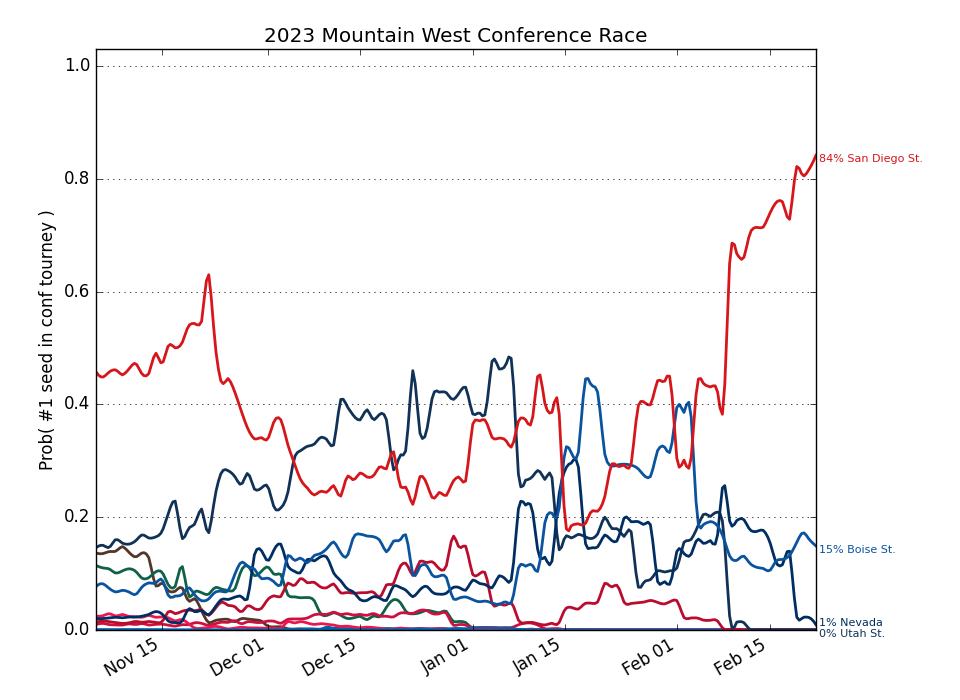 2023 Mountain West Conference Race
Prob( #1 seed in conf tourney )
1.0
0.8
0.6
0.4
0.2
0.0
84% San Diego St.
15% Boise St.
1% Nevada
0% Utah St.
Nov 15
Dec 01
Dec 15
Jan 01
Jan 15
Feb 01
Feb 15